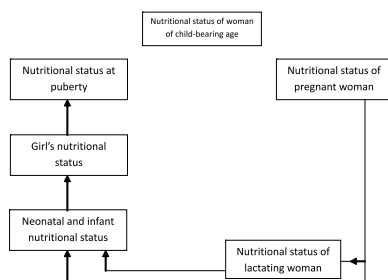 Nutritional status of woman
of child-bearing age
Nutritional status at
puberty
Nutritional status of
pregnant woman
Girl's nutritional
status
Neonatal and infant
nutritional status
Nutritional status of
lactating woman